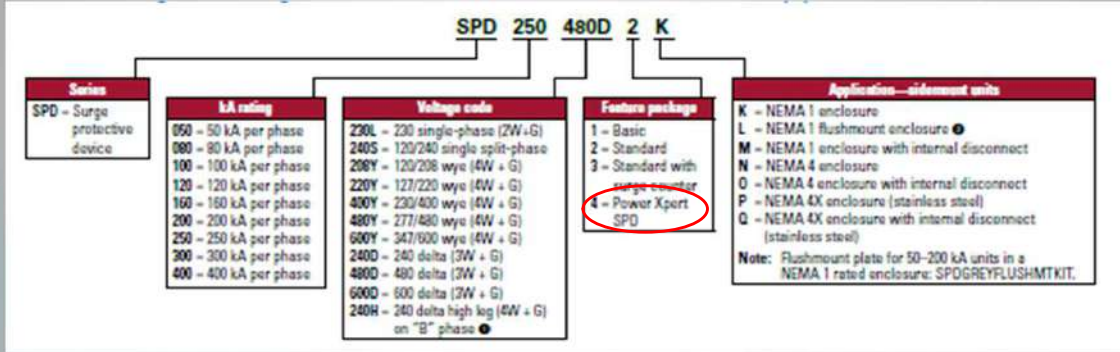 SPD 250 480D 2 K
Series
SPD – Surge
protective
device
kA rating
050 – 50 kA per phase
080 – 80 kA per phase
100 – 100 kA per phase
120 – 120 kA per phase
160 – 160 kA per phase
200 – 200 kA per phase
250 – 250 kA per phase
300 – 300 kA per phase
400 – 400 kA per phase
Voltage code
230L – 230 single-phase (2W+G)
240S – 120/240 single split-phase
208Y – 120/208 wye (4W + G)
220Y – 127/220 wye (4W + G)
400Y – 230/400 wye (4W + G)
480Y – 277/480 wye (4W + G)
600Y – 347/600 wye (4W + G)
240D – 240 delta (3W + G)
480D – 480 delta (3W + G)
600D – 600 delta (3W + G)
240H – 240 delta high leg (4W + G)
on "B" phase
Feature package
1 – Basic
2 – Standard
3 – Standard with
surge counter
4 – Power Xpert
SPD
Application—sidemount units
K – NEMA 1 enclosure
L – NEMA 1 flushmount enclosure
M – NEMA 1 enclosure with internal disconnect
N – NEMA 4 enclosure
O – NEMA 4 enclosure with internal disconnect
P – NEMA 4X enclosure (stainless steel)
Q – NEMA 4X enclosure with internal disconnect
(stainless steel)
Note: Flushmount plate for 50–200 kA units in a
NEMA 1 rated enclosure: SPDGREYFLUSHMTKIT.